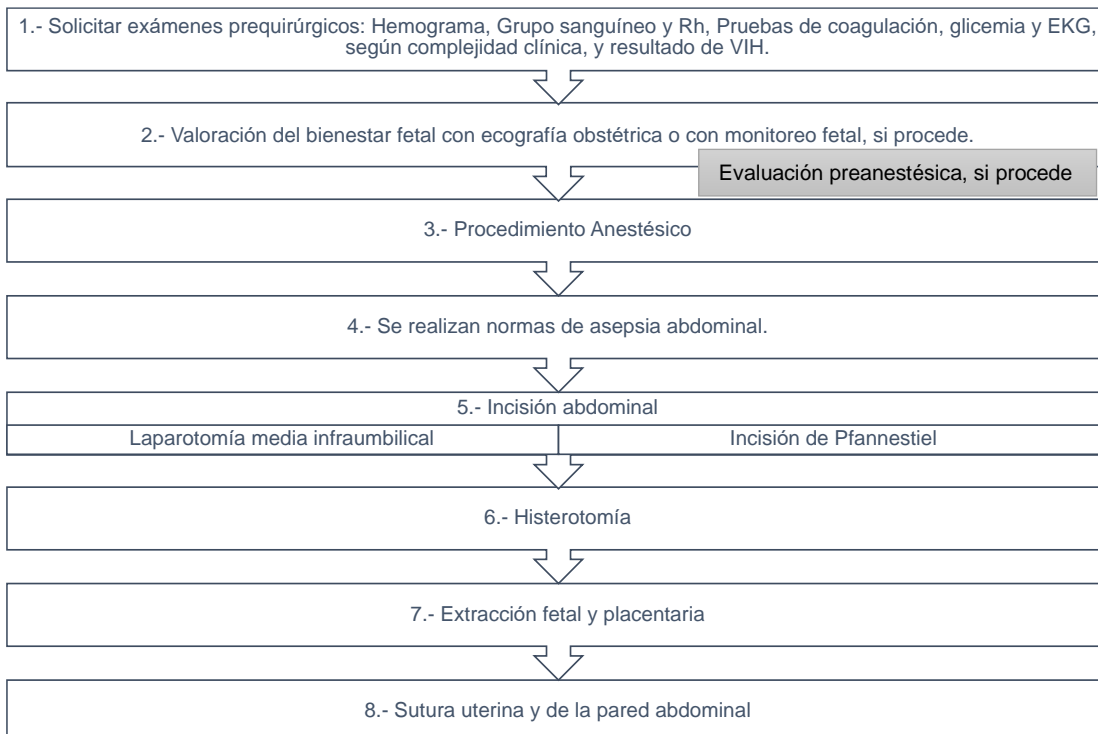 1.- Solicitar exámenes prequirúrgicos: Hemograma, Grupo sanguíneo y Rh, Pruebas de coagulación, glicemia y EKG,
según complejidad clínica, y resultado de VIH.
2.- Valoración del bienestar fetal con ecografía obstétrica o con monitoreo fetal, si procede.
Evaluación preanestésica, si procede
3.- Procedimiento Anestésico
4.- Se realizan normas de asepsia abdominal.
5.- Incisión abdominal
Laparotomía media infraumbilical
Incisión de Pfannestiel
6.- Histerotomía
7.- Extracción fetal y placentaria
8.- Sutura uterina y de la pared abdominal